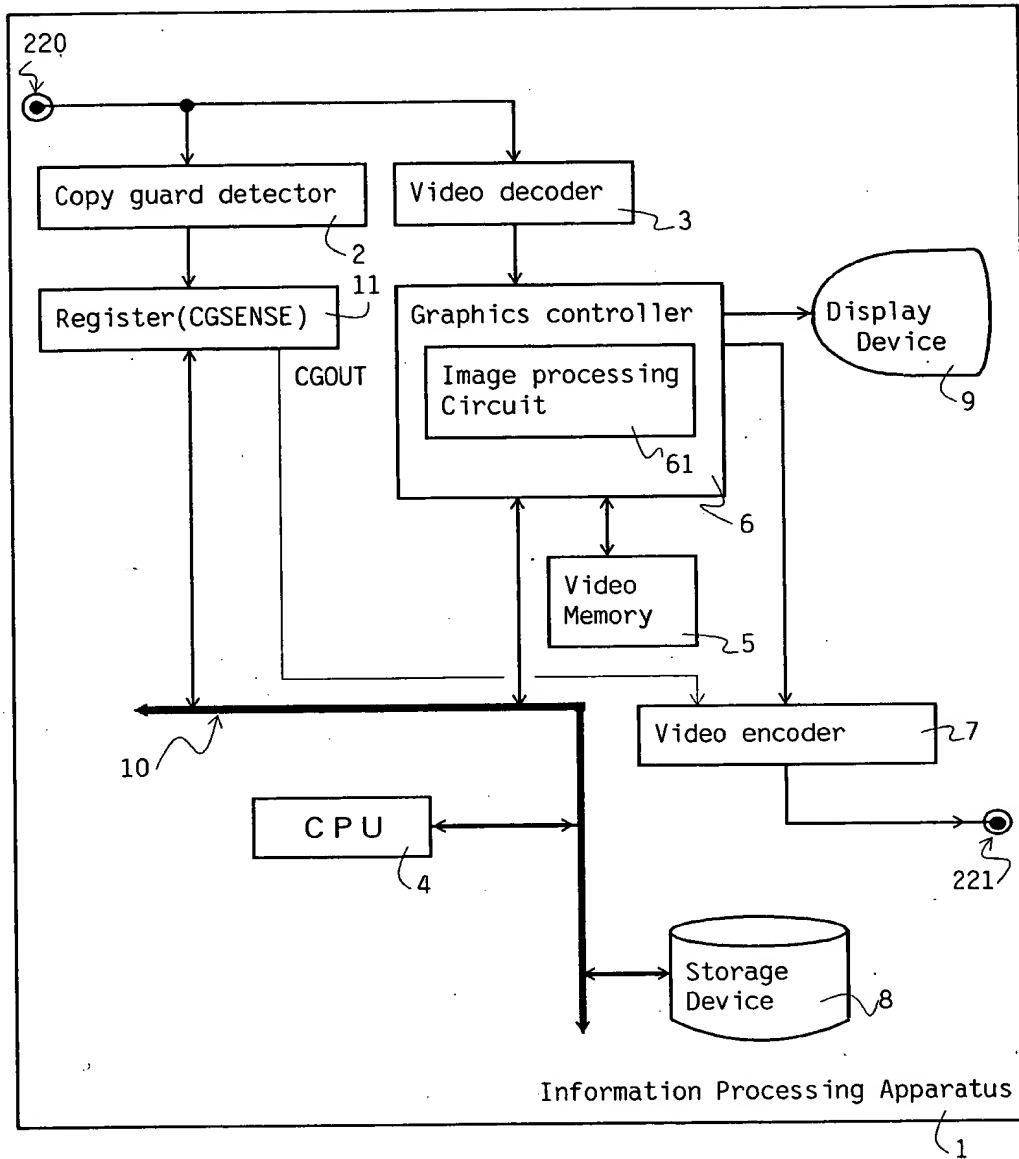 220
Copy guard detector
2
Video decoder
3
11
Register(CGSENSE)
CGOUT
Graphics controller
Image processing
Circuit
61
6
Display
Device
9
Video
Memory
5
10
Video encoder
7
CPU
4
221
Storage
Device
8
Information Processing Apparatus
1